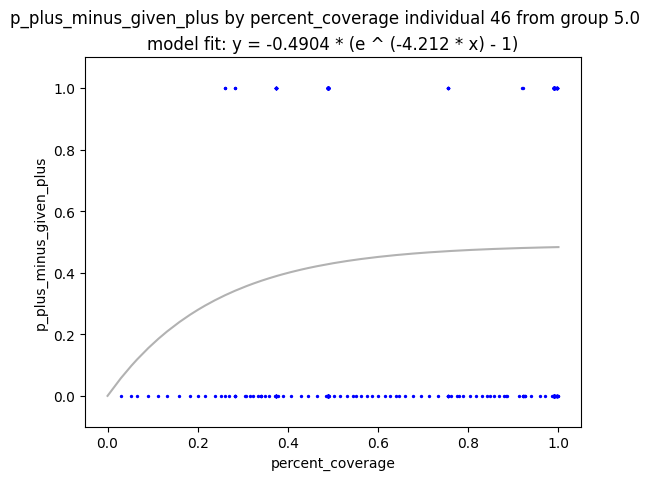 p_plus_minus_given_plus by percent_coverage individual 46 from group 5.0
model fit: y = -0.4904 * (e ^ (-4.212 * x) - 1)
1.0
0.8
0.6
0.4
0.2
0.0
p_plus_minus_given_plus
0.0 0.2 0.4 0.6 0.8 1.0
percent_coverage